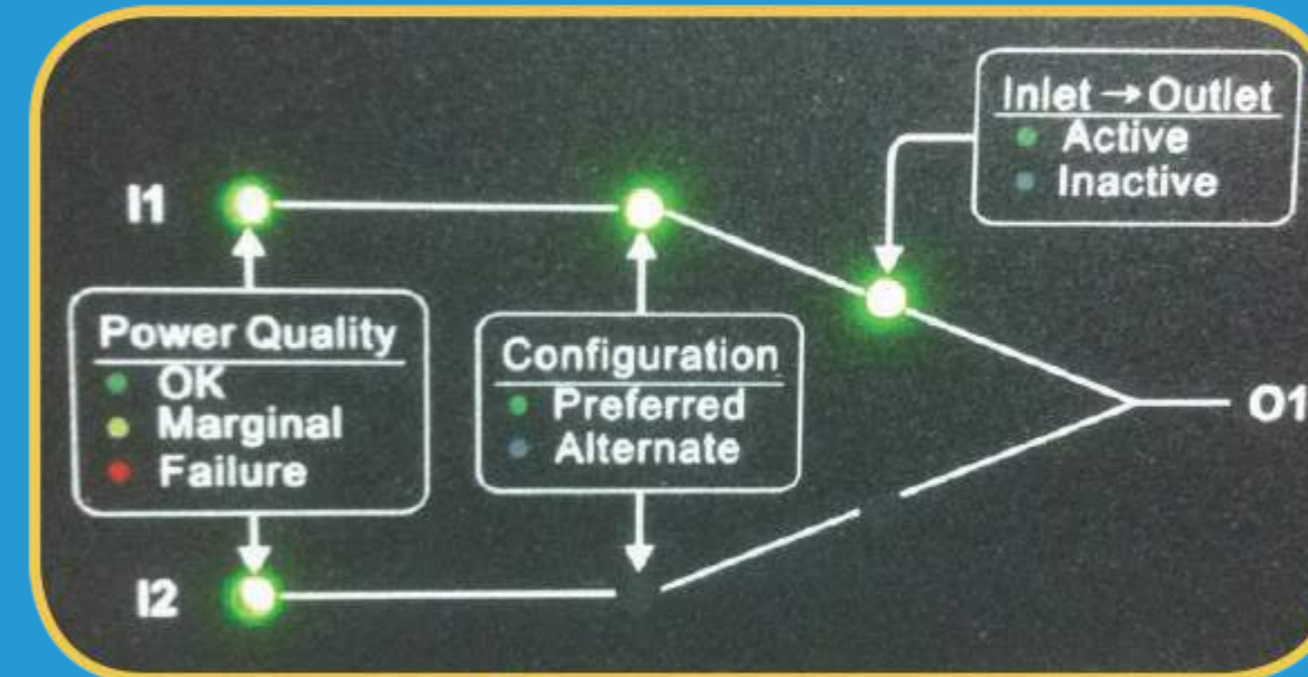 Inlet → Outlet
Active
Inactive
I1
Power Quality
OK
Marginal
Failure
Configuration
Preferred
Alternate
O1
I2